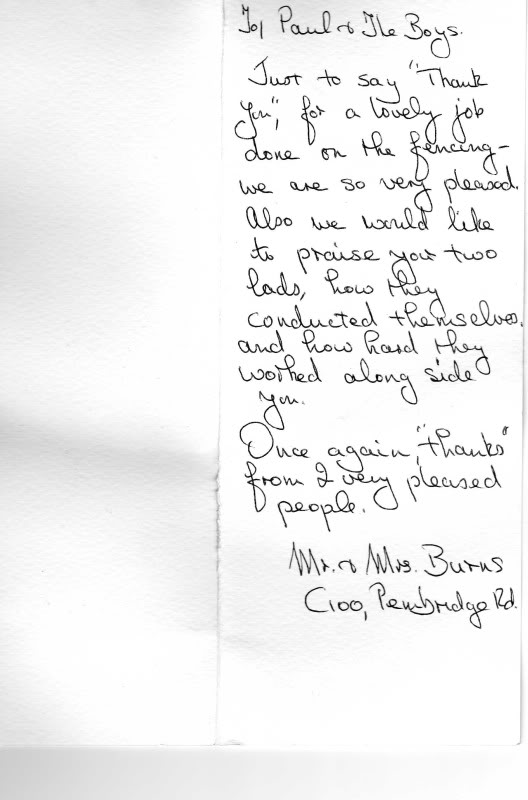 To/ Paul & The Boys.
Just to say "Thank
You", for a lovely job
done on the fencing -
we are so very pleased.
Also we would like
to praise your two
lads, how they
conducted themselves.
and how hard they
worked along side
you.
Once again, "thanks"
from 2 very pleased
people.
Mr. & Mrs. Burns
C100, Pembridge Rd.